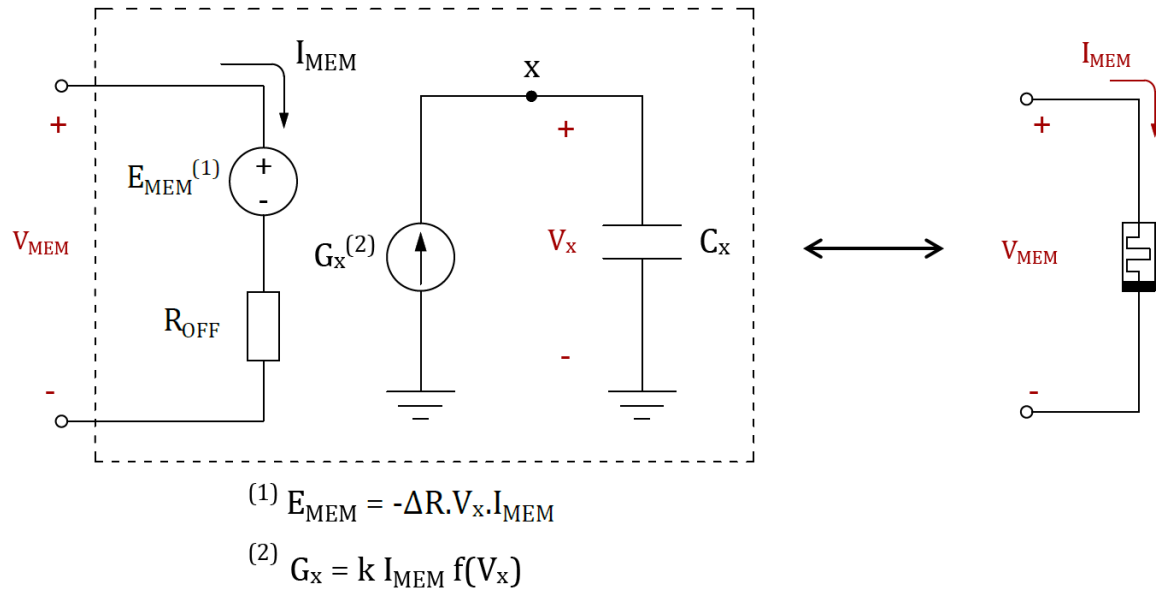 I_MEM
x
I_MEM
+
+
+
E_MEM^(1)
+
-
V_MEM
G_x^(2)
V_x
C_x
V_MEM
R_OFF
-
-
-
^(1) E_MEM = -ΔR.V_x.I_MEM
^(2) G_x = k I_MEM f(V_x)